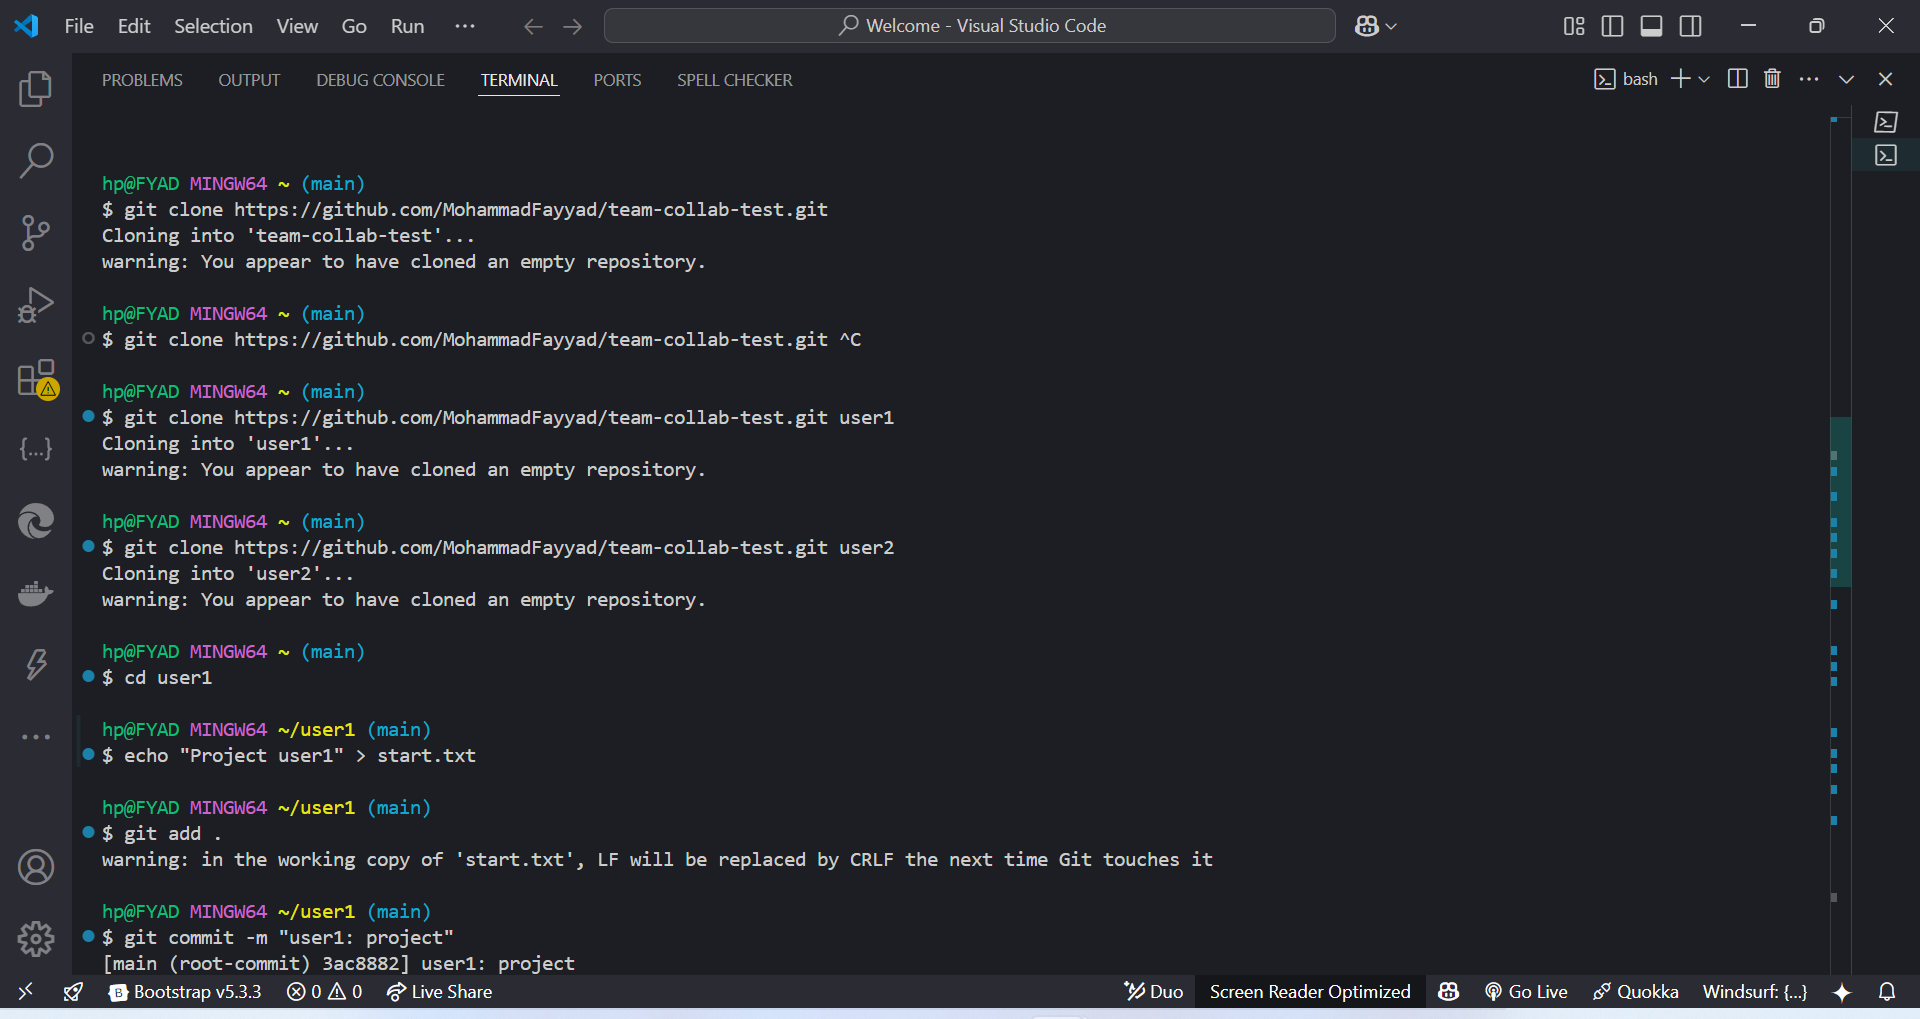 File Edit Selection View Go Run ··· Welcome - Visual Studio Code
PROBLEMS OUTPUT DEBUG CONSOLE TERMINAL PORTS SPELL CHECKER bash
hp@FYAD MINGW64 ~ (main)
$ git clone https://github.com/MohammadFayyad/team-collab-test.git
Cloning into 'team-collab-test'...
warning: You appear to have cloned an empty repository.
hp@FYAD MINGW64 ~ (main)
$ git clone https://github.com/MohammadFayyad/team-collab-test.git ^C
hp@FYAD MINGW64 ~ (main)
$ git clone https://github.com/MohammadFayyad/team-collab-test.git user1
Cloning into 'user1'...
warning: You appear to have cloned an empty repository.
hp@FYAD MINGW64 ~ (main)
$ git clone https://github.com/MohammadFayyad/team-collab-test.git user2
Cloning into 'user2'...
warning: You appear to have cloned an empty repository.
hp@FYAD MINGW64 ~ (main)
$ cd user1
hp@FYAD MINGW64 ~/user1 (main)
$ echo "Project user1" > start.txt
hp@FYAD MINGW64 ~/user1 (main)
$ git add .
warning: in the working copy of 'start.txt', LF will be replaced by CRLF the next time Git touches it
hp@FYAD MINGW64 ~/user1 (main)
$ git commit -m "user1: project"
[main (root-commit) 3ac8882] user1: project
Bootstrap v5.3.3 0 0 Live Share Duo Screen Reader Optimized Go Live Quokka Windsurf: {...}